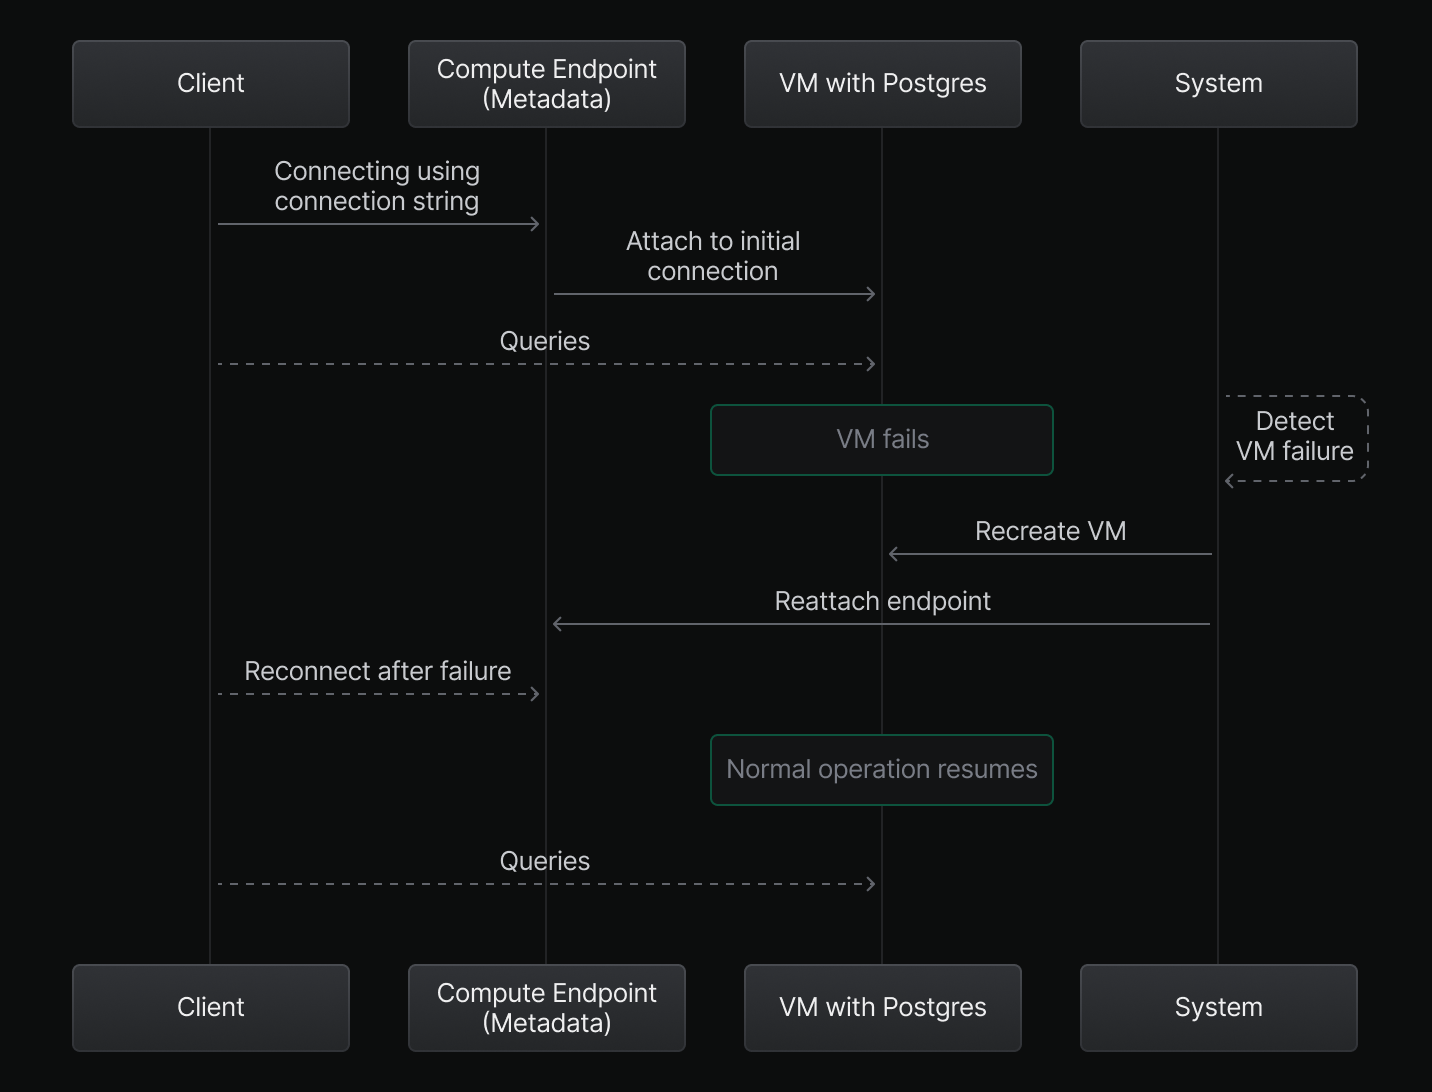 Client
Compute Endpoint
(Metadata)
VM with Postgres
System
Connecting using
connection string
Attach to initial
connection
Queries
VM fails
Detect
VM failure
Recreate VM
Reattach endpoint
Reconnect after failure
Normal operation resumes
Queries
Client
Compute Endpoint
(Metadata)
VM with Postgres
System